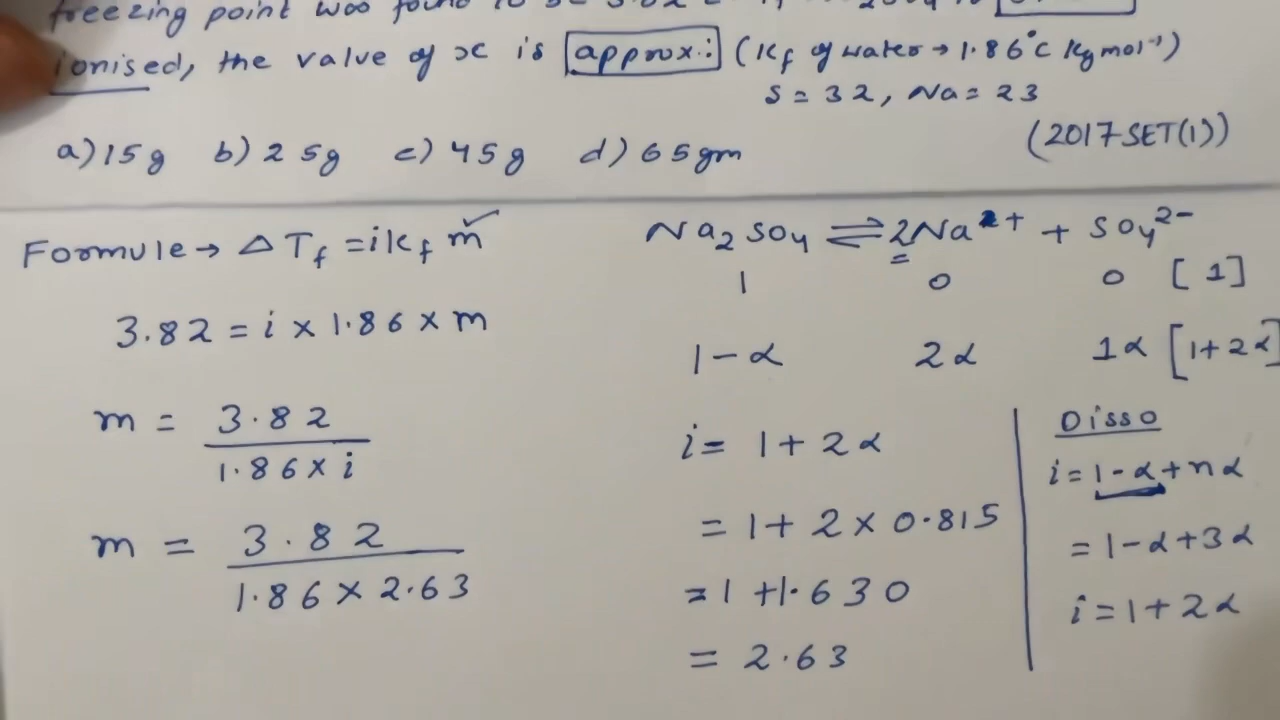 freezing point was found to be
ionised, the value of x is approx.: (Kf of water → 1.86°C Kg mol⁻¹)
S = 32, Na = 23
(2017 SET(1))
a) 15g b) 25g c) 45g d) 65gm
Formule → ΔTf = iKf m ✓
3.82 = i × 1.86 × m
m = 3.82 / 1.86 × i
m = 3.82 / 1.86 × 2.63
Na₂SO₄ ⇌ 2Na²⁺ + SO₄²⁻
1 0 0 [1]
1-α 2α 1α [1+2α]
i = 1 + 2α
= 1 + 2 × 0.815
= 1 + 1.630
= 2.63
Disso
i = 1-α + nα
= 1-α+3α
i = 1+2α